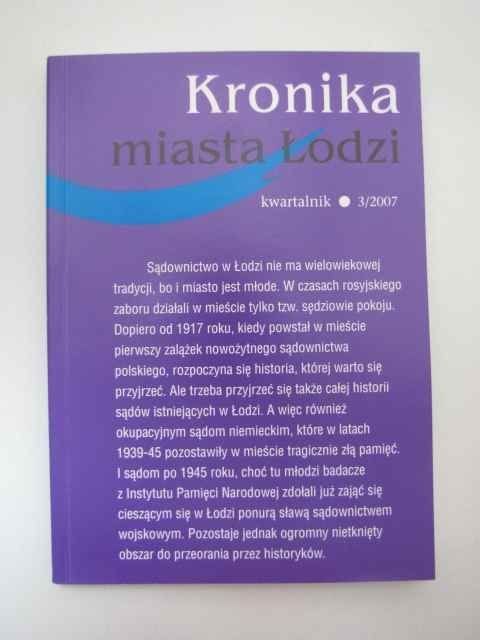 Kronika
miasta Łodzi
kwartalnik ● 3/2007
Sądownictwo w Łodzi nie ma wielowiekowej
tradycji, bo i miasto jest młode. W czasach rosyjskiego
zaboru działali w mieście tylko tzw. sędziowie pokoju.
Dopiero od 1917 roku, kiedy powstał w mieście
pierwszy zalążek nowożytnego sądownictwa
polskiego, rozpoczyna się historia, której warto się
przyjrzeć. Ale trzeba przyjrzeć się także całej historii
sądów istniejących w Łodzi. A więc również
okupacyjnym sądom niemieckim, które w latach
1939-45 pozostawiły w mieście tragicznie złą pamięć.
I sądom po 1945 roku, choć tu młodzi badacze
z Instytutu Pamięci Narodowej zdołali już zająć się
cieszącym się w Łodzi ponurą sławą sądownictwem
wojskowym. Pozostaje jednak ogromny nietknięty
obszar do przeorania przez historyków.